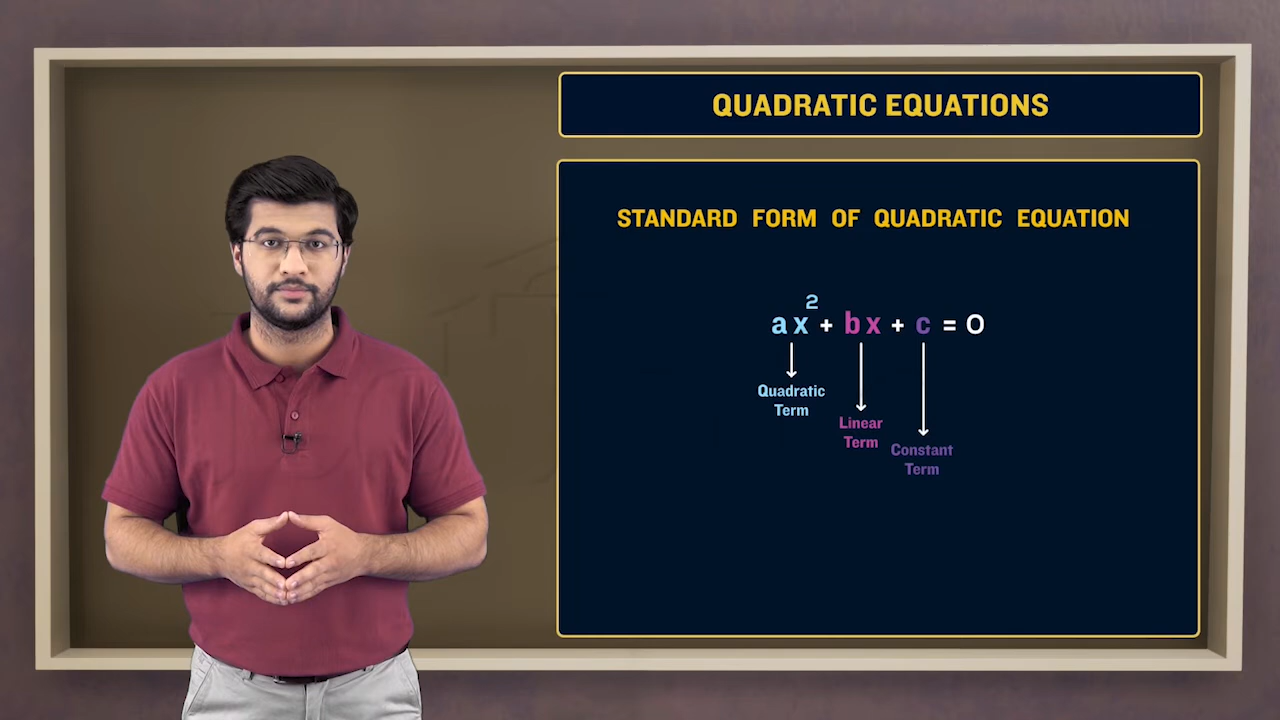 QUADRATIC EQUATIONS
STANDARD FORM OF QUADRATIC EQUATION
ax² + bx + c = 0
Quadratic
Term
Linear
Term
Constant
Term